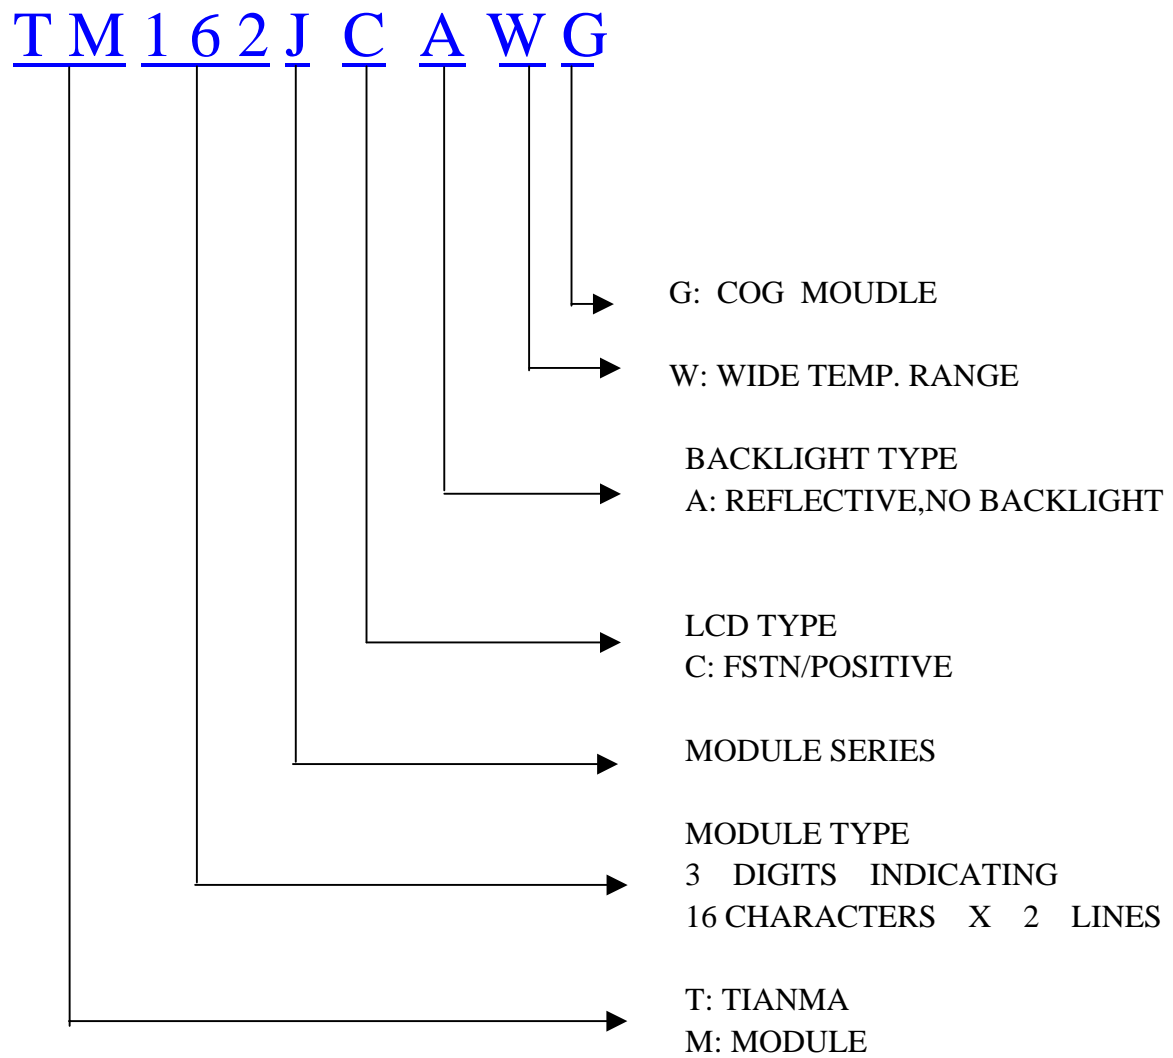 T M 1 6 2 J C A W G
G: COG MOUDLE
W: WIDE TEMP. RANGE
BACKLIGHT TYPE
A: REFLECTIVE,NO BACKLIGHT
LCD TYPE
C: FSTN/POSITIVE
MODULE SERIES
MODULE TYPE
3 DIGITS INDICATING
16 CHARACTERS X 2 LINES
T: TIANMA
M: MODULE